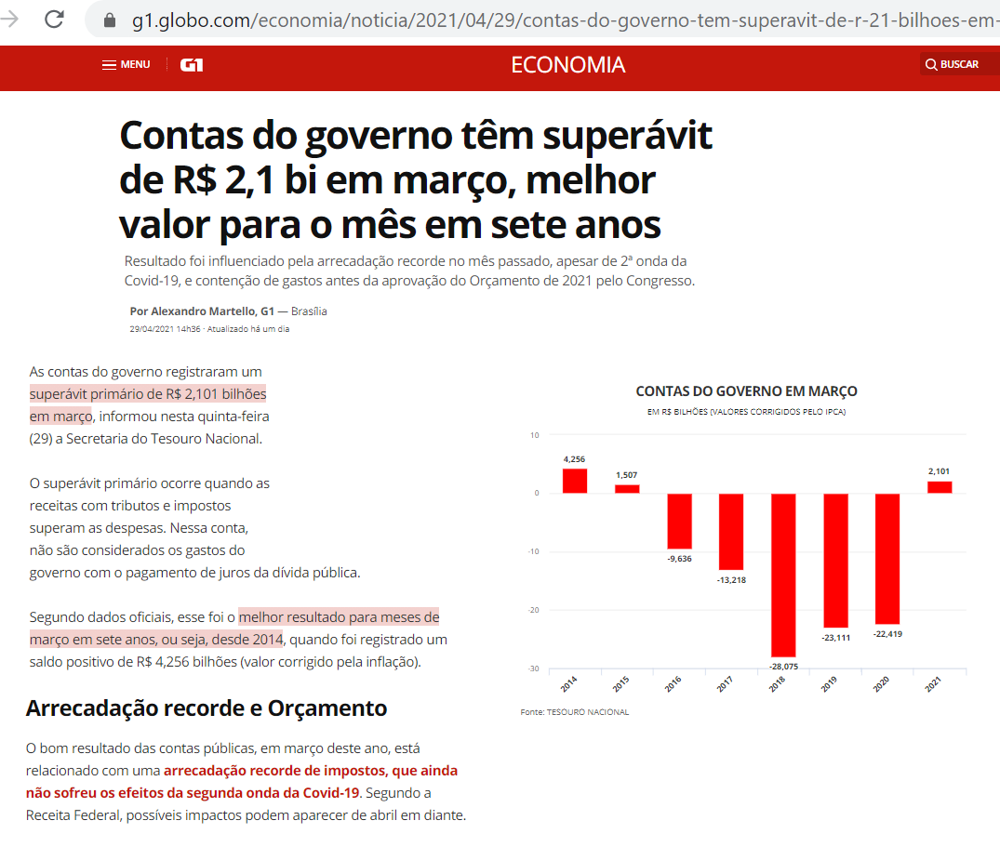 g1.globo.com/economia/noticia/2021/04/29/contas-do-governo-tem-superavit-de-r-21-bilhoes-em-
MENU
G1
ECONOMIA
BUSCAR
Contas do governo têm superávit
de R$ 2,1 bi em março, melhor
valor para o mês em sete anos
Resultado foi influenciado pela arrecadação recorde no mês passado, apesar de 2ª onda da
Covid-19, e contenção de gastos antes da aprovação do Orçamento de 2021 pelo Congresso.
Por Alexandro Martello, G1 — Brasília
29/04/2021 14h36 · Atualizado há um dia
As contas do governo registraram um
superávit primário de R$ 2,101 bilhões
em março, informou nesta quinta-feira
(29) a Secretaria do Tesouro Nacional.
O superávit primário ocorre quando as
receitas com tributos e impostos
superam as despesas. Nessa conta,
não são considerados os gastos do
governo com o pagamento de juros da dívida pública.
Segundo dados oficiais, esse foi o melhor resultado para meses de
março em sete anos, ou seja, desde 2014, quando foi registrado um
saldo positivo de R$ 4,256 bilhões (valor corrigido pela inflação).
Arrecadação recorde e Orçamento
O bom resultado das contas públicas, em março deste ano, está
relacionado com uma arrecadação recorde de impostos, que ainda
não sofreu os efeitos da segunda onda da Covid-19. Segundo a
Receita Federal, possíveis impactos podem aparecer de abril em diante.
CONTAS DO GOVERNO EM MARÇO
EM R$ BILHÕES (VALORES CORRIGIDOS PELO IPCA)
10
4,256
1,507
2,101
0
-10
-9,636
-13,218
-20
-23,111
-22,419
-28,075
-30
2014 2015 2016 2017 2018 2019 2020 2021
Fonte: TESOURO NACIONAL